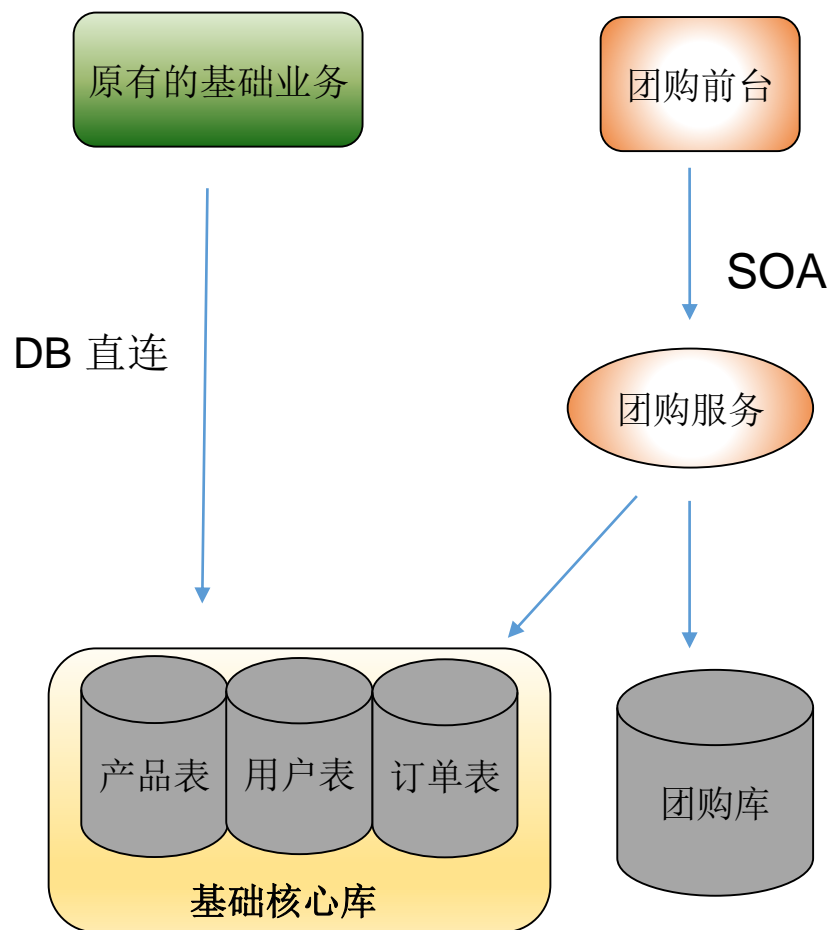 原有的基础业务
团购前台
SOA
DB 直连
团购服务
产品表
用户表
订单表
团购库
基础核心库